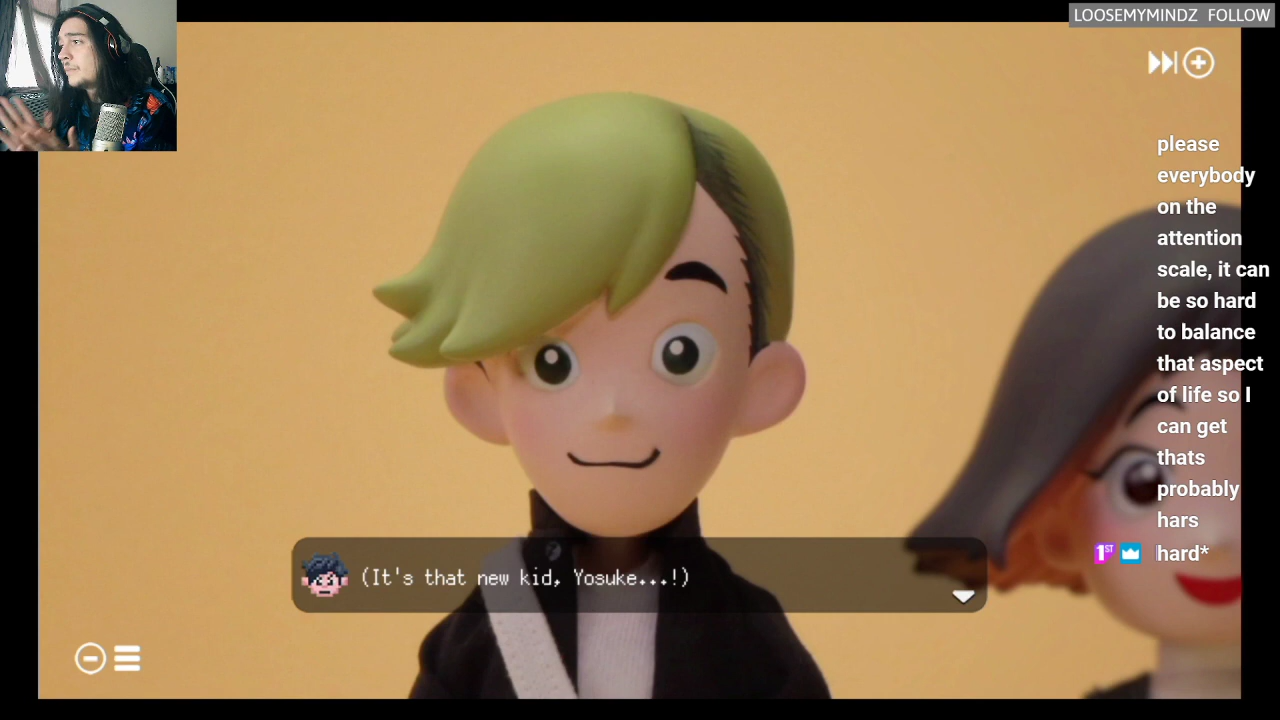 LOOSEMYMINDZ FOLLOW
please
everybody
on the
attention
scale, it can
be so hard
to balance
that aspect
of life so I
can get
thats
probably
hars
1ST hard*
(It's that new kid, Yosuke...!)